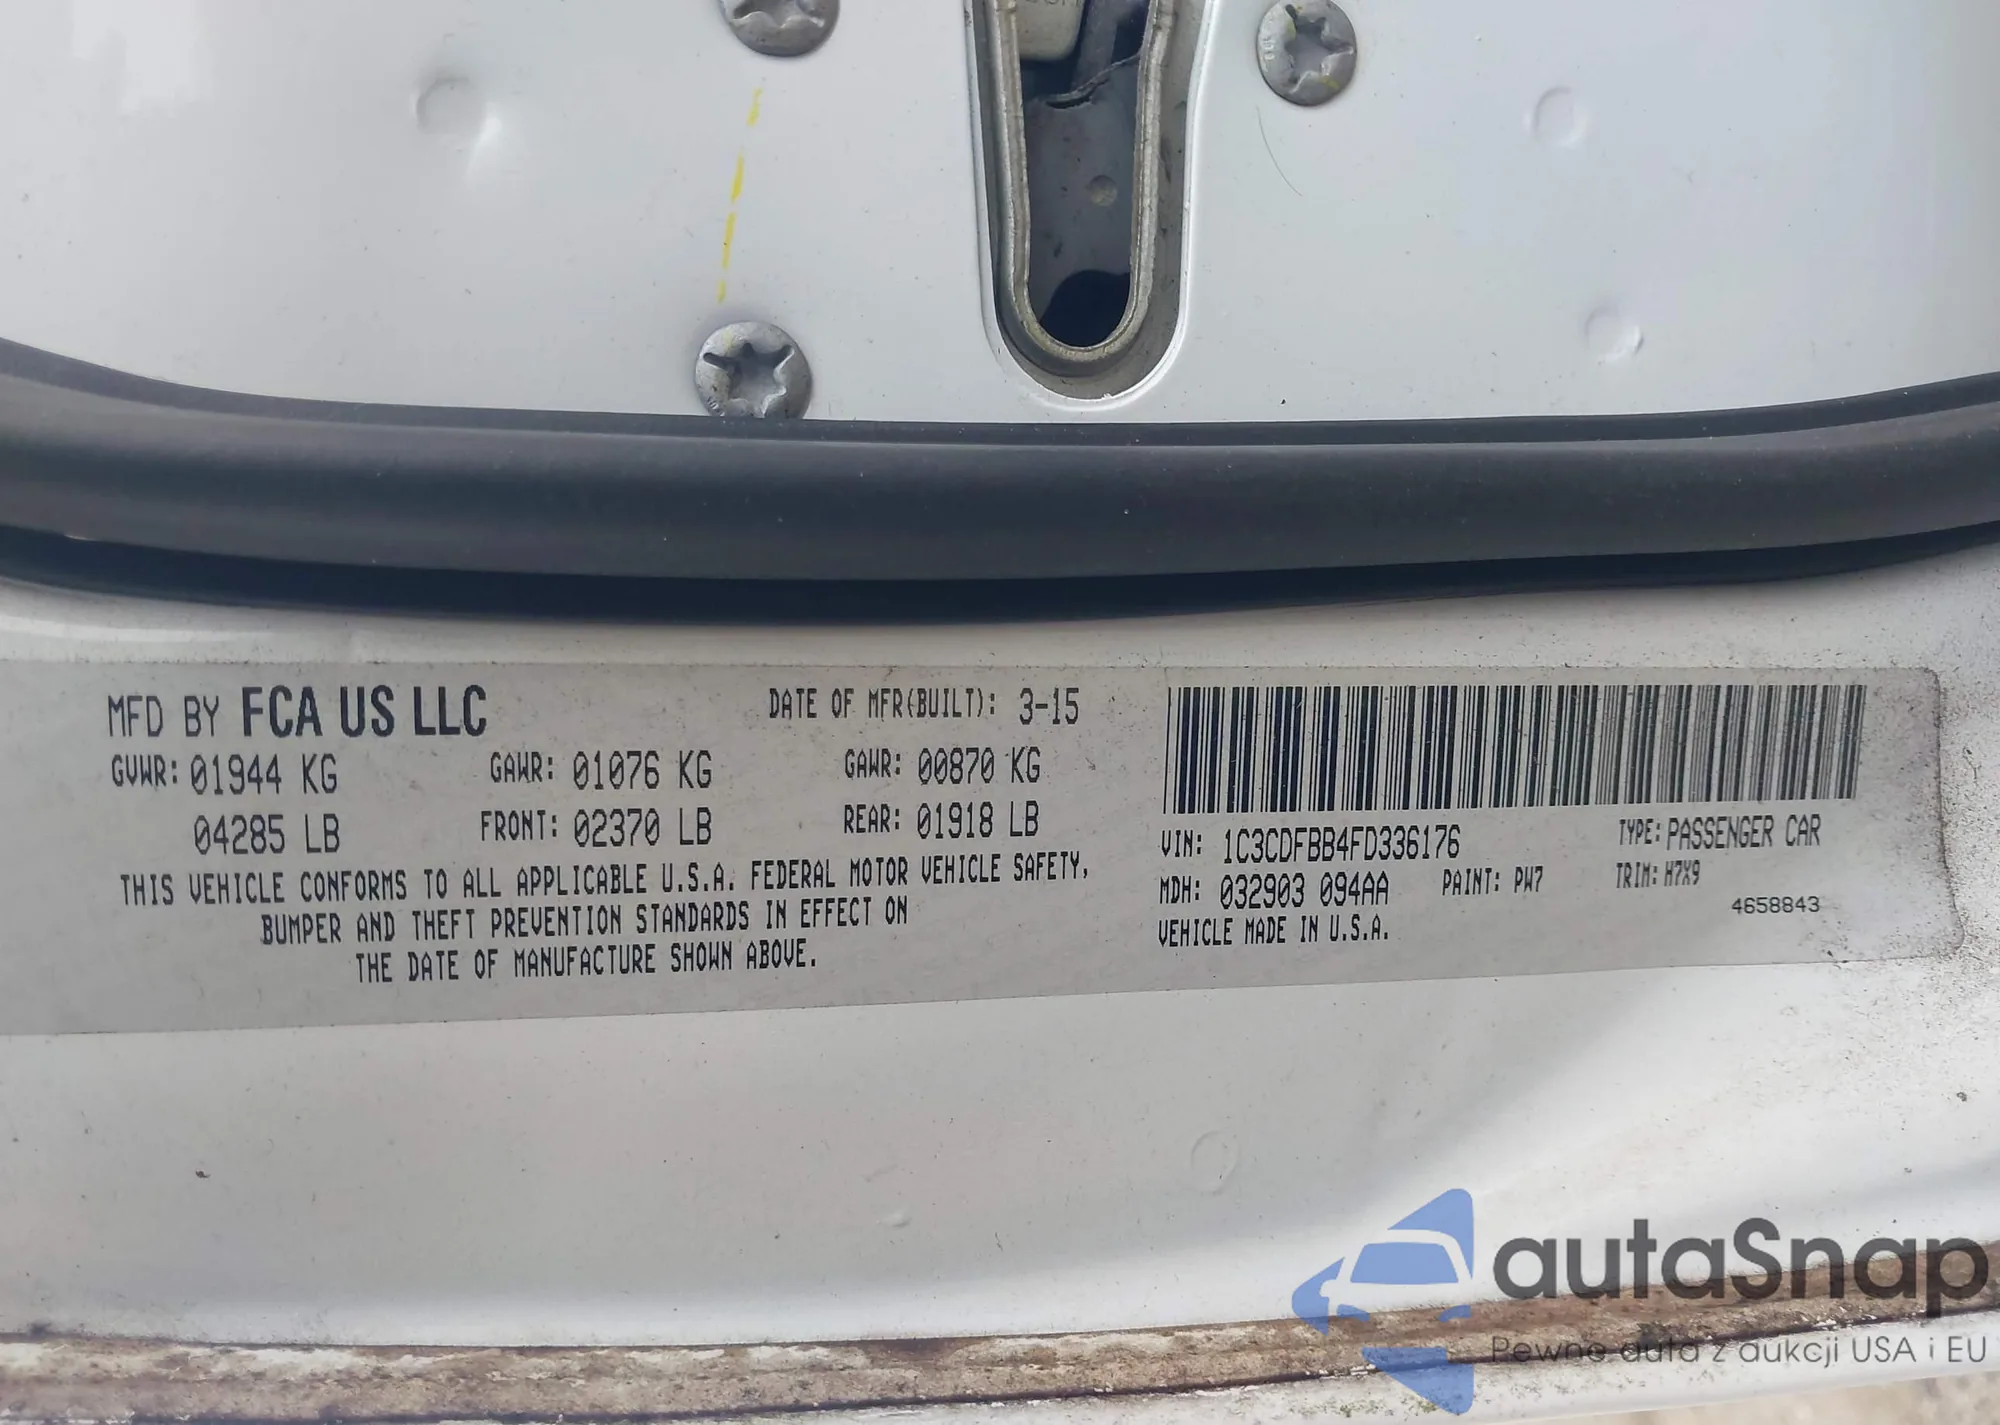 MFD BY FCA US LLC
DATE OF MFR(BUILT): 3-15
GVWR: 01944 KG
GAWR: 01076 KG
GAWR: 00870 KG
04285 LB
FRONT: 02370 LB
REAR: 01918 LB
THIS VEHICLE CONFORMS TO ALL APPLICABLE U.S.A. FEDERAL MOTOR VEHICLE SAFETY,
BUMPER AND THEFT PREVENTION STANDARDS IN EFFECT ON
THE DATE OF MANUFACTURE SHOWN ABOVE.
VIN: 1C3CDFBB4FD336176
TYPE: PASSENGER CAR
MDH: 032903 094AA
PAINT: PW7
TRIM: H7X9
VEHICLE MADE IN U.S.A.
4658843
autaSnap
Pewne auta z aukcji USA i EU